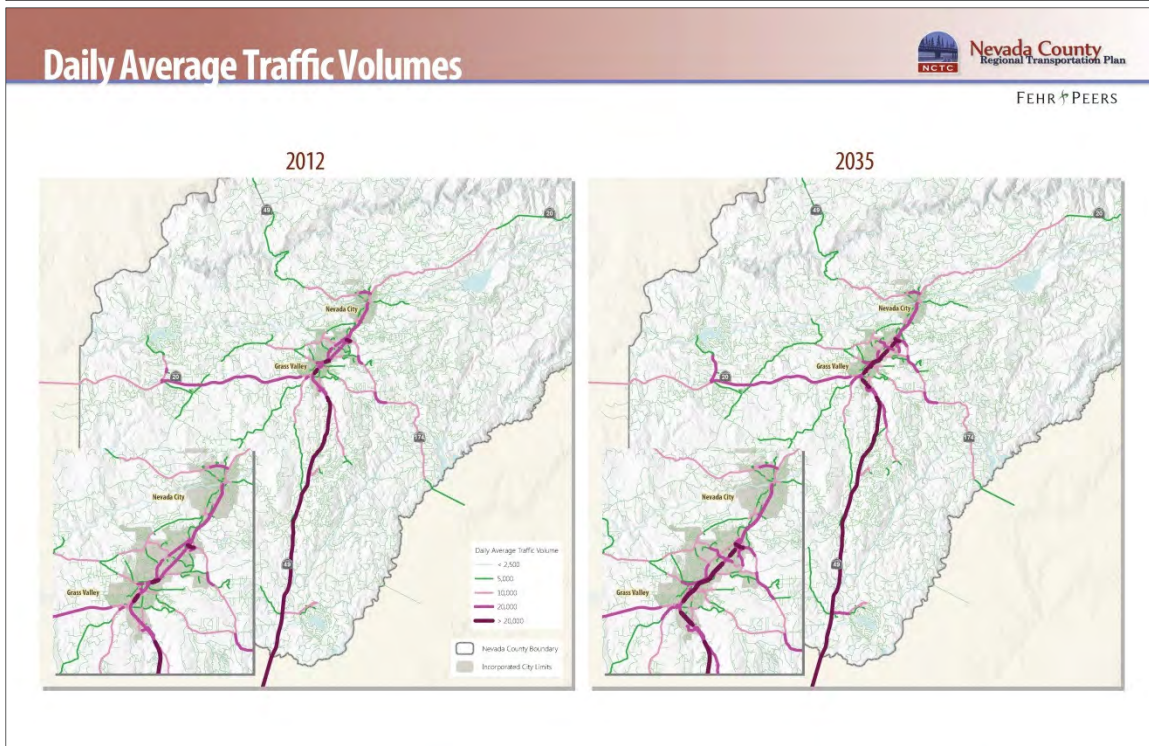 Daily Average Traffic Volumes
NCTC
Nevada County
Regional Transportation Plan
FEHR PEERS
2012
49
20
Nevada City
Grass Valley
20
174
49
Nevada City
Grass Valley
Daily Average Traffic Volume
< 2,500
5,000
10,000
20,000
> 20,000
Nevada County Boundary
Incorporated City Limits
2035
49
20
Nevada City
Grass Valley
20
174
49
Nevada City
Grass Valley